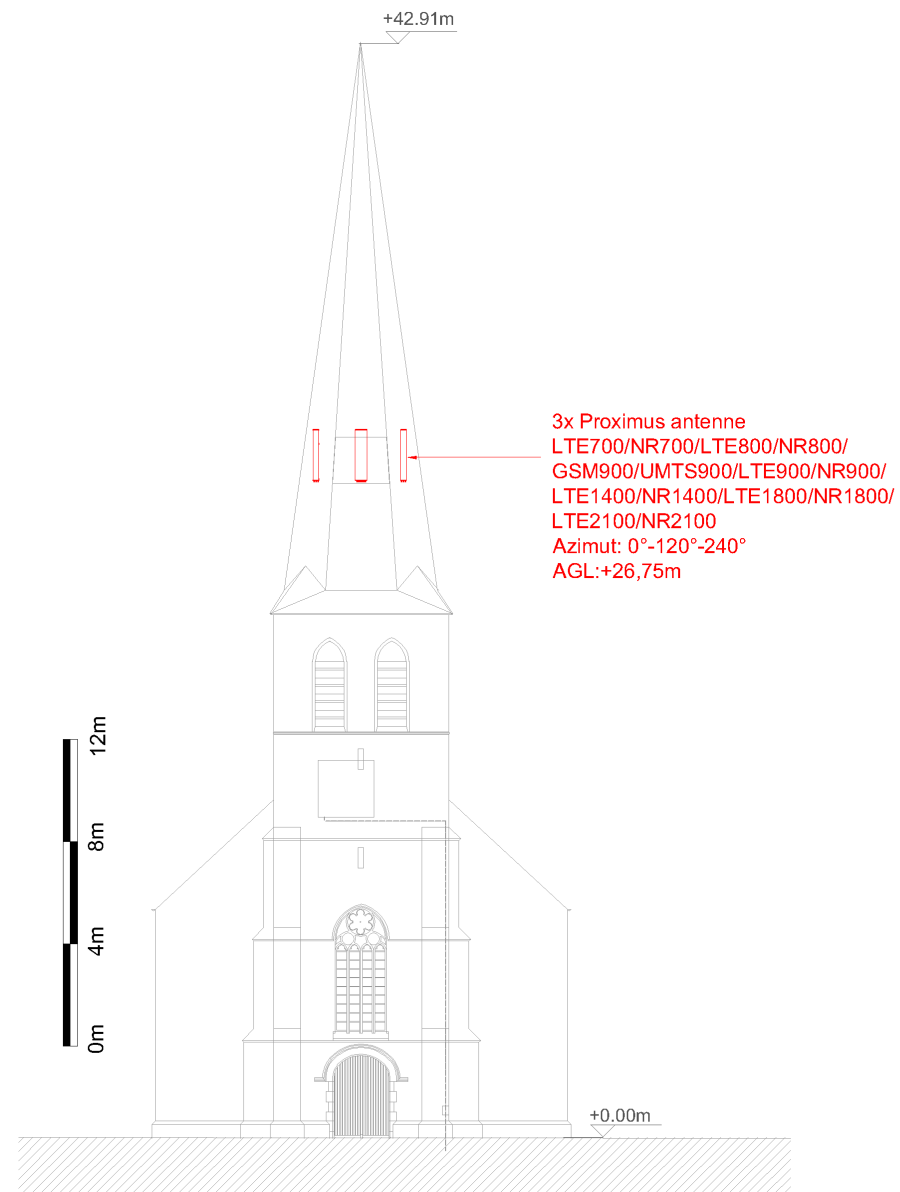 +42.91m
3x Proximus antenne
LTE700/NR700/LTE800/NR800/
GSM900/UMTS900/LTE900/NR900/
LTE1400/NR1400/LTE1800/NR1800/
LTE2100/NR2100
Azimut: 0°-120°-240°
AGL:+26,75m
12m
8m
4m
0m
+0.00m